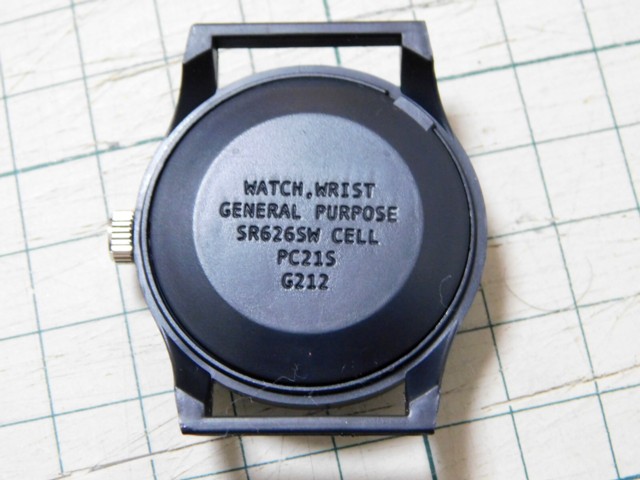 WATCH,WRIST
GENERAL PURPOSE
SR626SW CELL
PC21S
G212